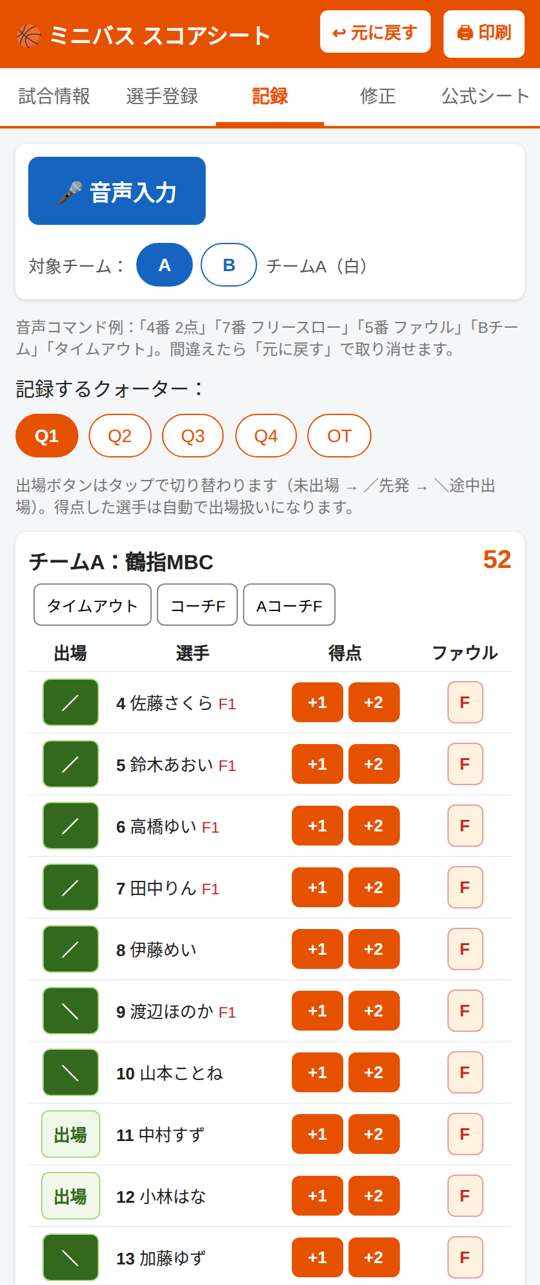 🏀 ミニバス スコアシート ↩ 元に戻す 🖨 印刷
試合情報 選手登録 記録 修正 公式シート
🎤 音声入力
対象チーム： A B チームA（白）
音声コマンド例：「4番 2点」「7番 フリースロー」「5番 ファウル」「Bチー
ム」「タイムアウト」。間違えたら「元に戻す」で取り消せます。
記録するクォーター：
Q1 Q2 Q3 Q4 OT
出場ボタンはタップで切り替わります（未出場 → ／先発 → ＼途中出
場）。得点した選手は自動で出場扱いになります。
チームA：鶴指MBC 52
タイムアウト コーチF AコーチF
出場 選手 得点 ファウル
／ 4 佐藤さくら F1 +1 +2 F
／ 5 鈴木あおい F1 +1 +2 F
／ 6 高橋ゆい F1 +1 +2 F
／ 7 田中りん F1 +1 +2 F
／ 8 伊藤めい +1 +2 F
＼ 9 渡辺ほのか F1 +1 +2 F
＼ 10 山本ことね +1 +2 F
出場 11 中村すず +1 +2 F
出場 12 小林はな +1 +2 F
＼ 13 加藤ゆず +1 +2 F